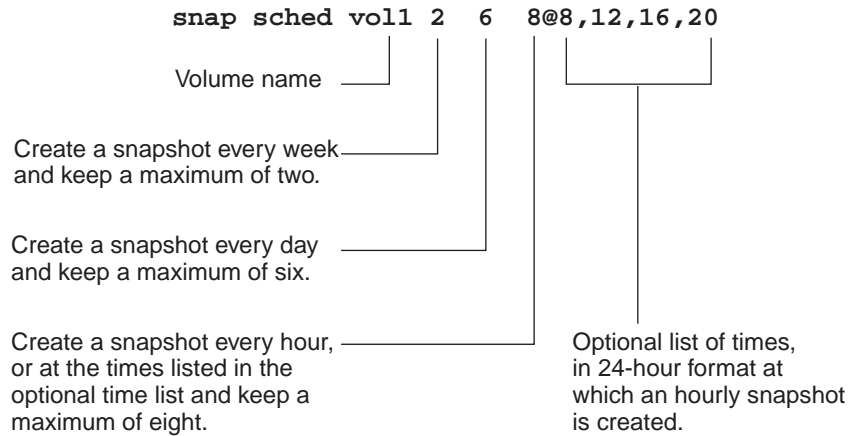 snap sched vol1 2 6 8@8,12,16,20
Volume name
Create a snapshot every week
and keep a maximum of two.
Create a snapshot every day
and keep a maximum of six.
Create a snapshot every hour,
or at the times listed in the
optional time list and keep a
maximum of eight.
Optional list of times,
in 24-hour format at
which an hourly snapshot
is created.